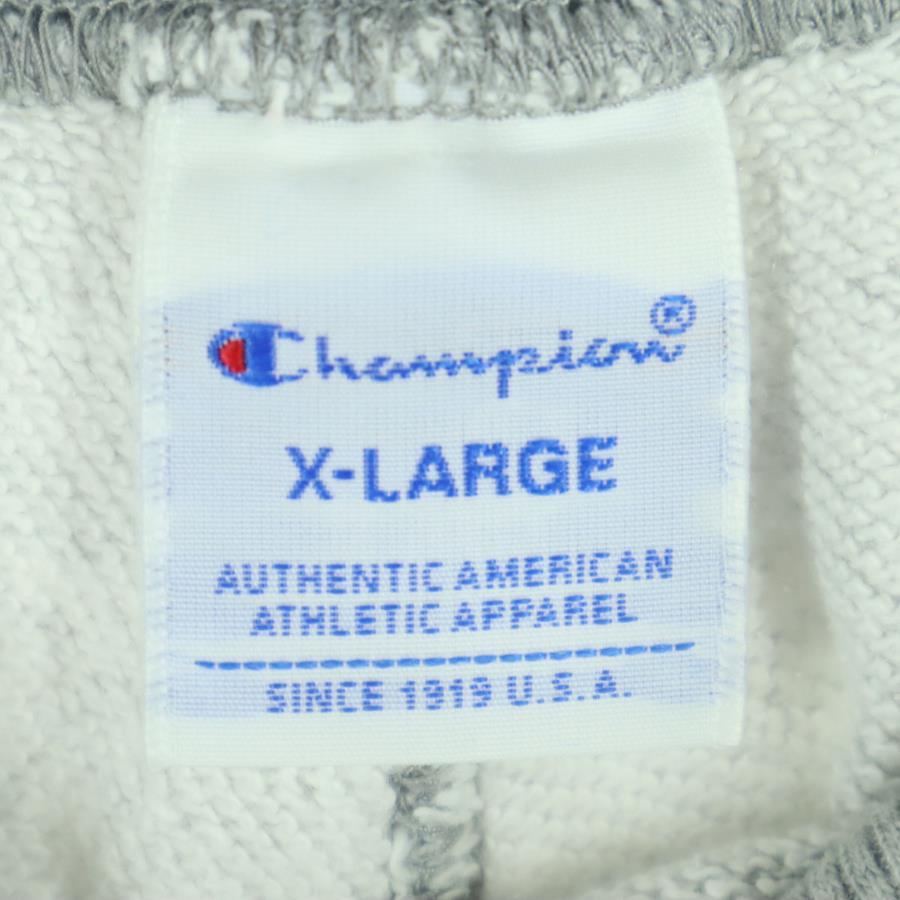 Champion®
X-LARGE
AUTHENTIC AMERICAN
ATHLETIC APPAREL
SINCE 1919 U.S.A.